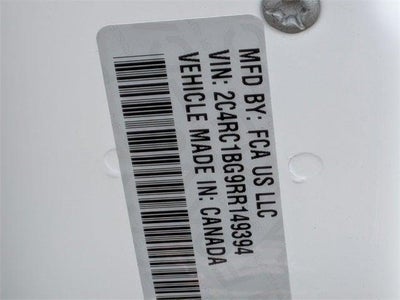 MFD BY: FCA US LLC
VIN: 2C4RC1BG9RR149394
VEHICLE MADE IN: CANADA